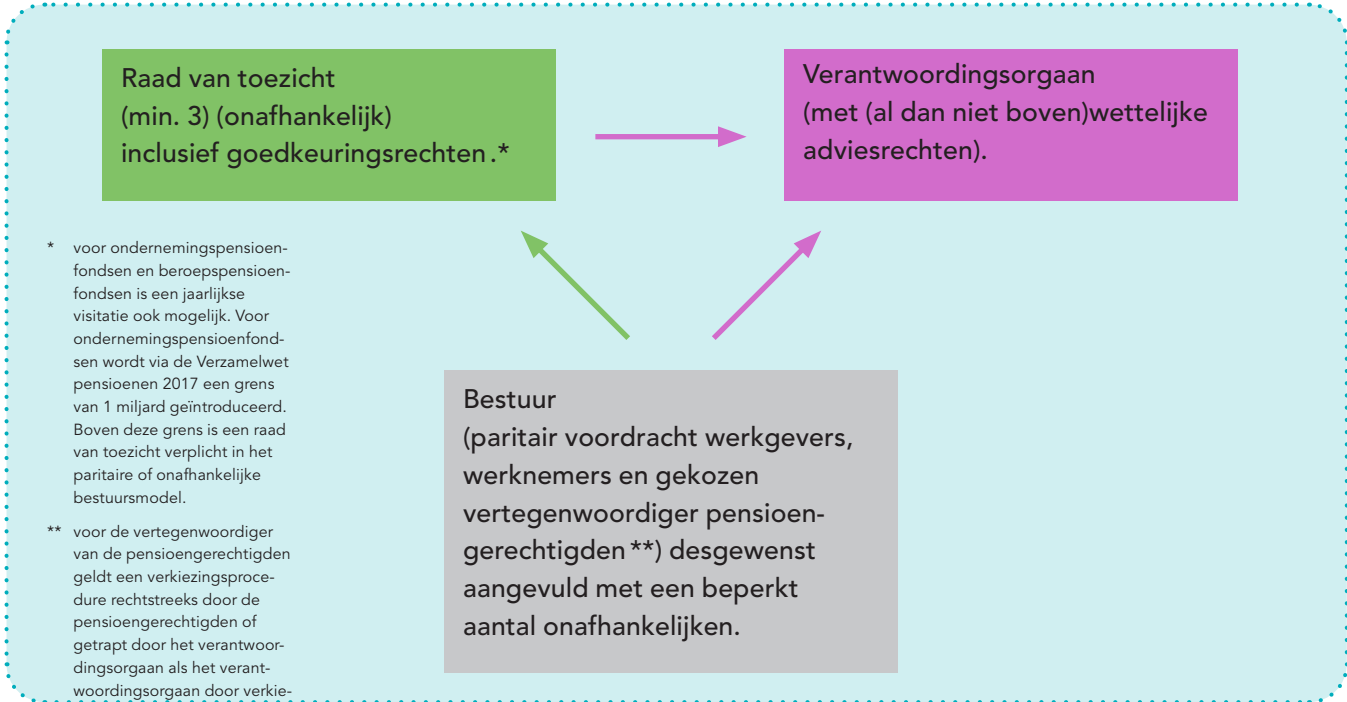 Raad van toezicht
(min. 3) (onafhankelijk)
inclusief goedkeuringsrechten.*
Verantwoordingsorgaan
(met (al dan niet boven)wettelijke
adviesrechten).
* voor ondernemingspensioen-
fondsen en beroepspensioen-
fondsen is een jaarlijkse
visitatie ook mogelijk. Voor
ondernemingspensioenfond-
sen wordt via de Verzamelwet
pensioenen 2017 een grens
van 1 miljard geïntroduceerd.
Boven deze grens is een raad
van toezicht verplicht in het
paritaire of onafhankelijke
bestuursmodel.
** voor de vertegenwoordiger
van de pensioengerechtigden
geldt een verkiezingsproce-
dure rechtstreeks door de
pensioengerechtigden of
getrapt door het verantwoor-
dingsorgaan als het verant-
woordingsorgaan door verkie-
Bestuur
(paritair voordracht werkgevers,
werknemers en gekozen
vertegenwoordiger pensioen-
gerechtigden**) desgewenst
aangevuld met een beperkt
aantal onafhankelijken.